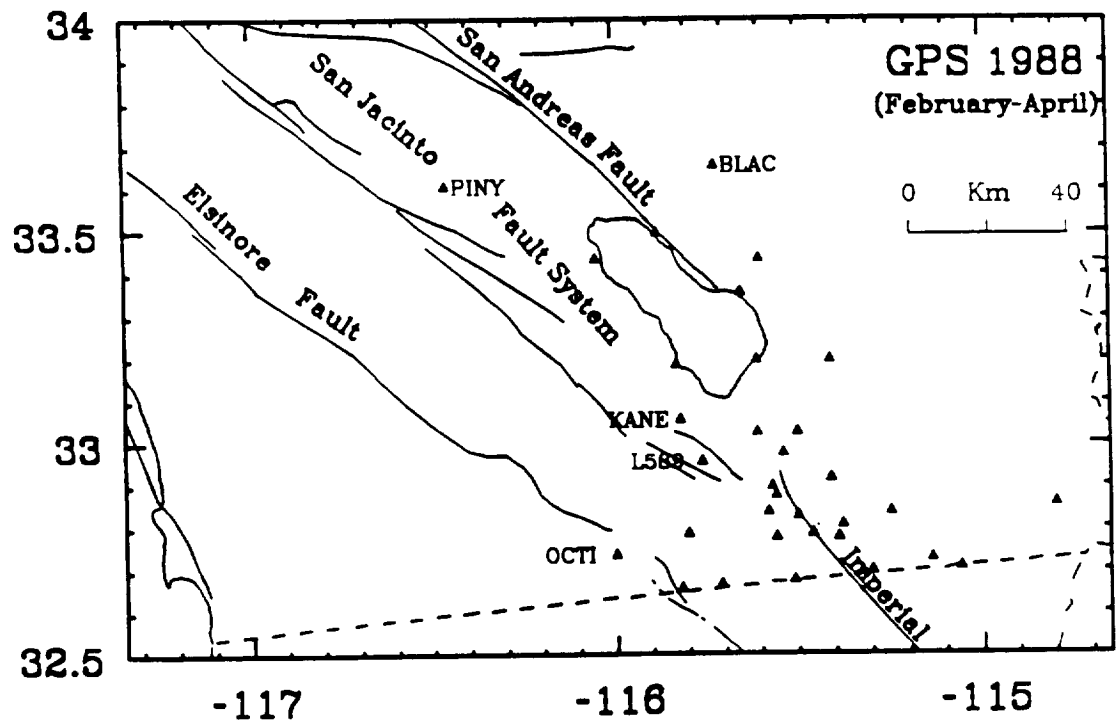 34
San Andreas Fault
GPS 1988
(February-April)
San Jacinto
Fault System
BLAC
PINY
0 Km 40
33.5
Elsinore
Fault
KANE
33
L589
OCTI
Imperial
32.5
-117 -116 -115